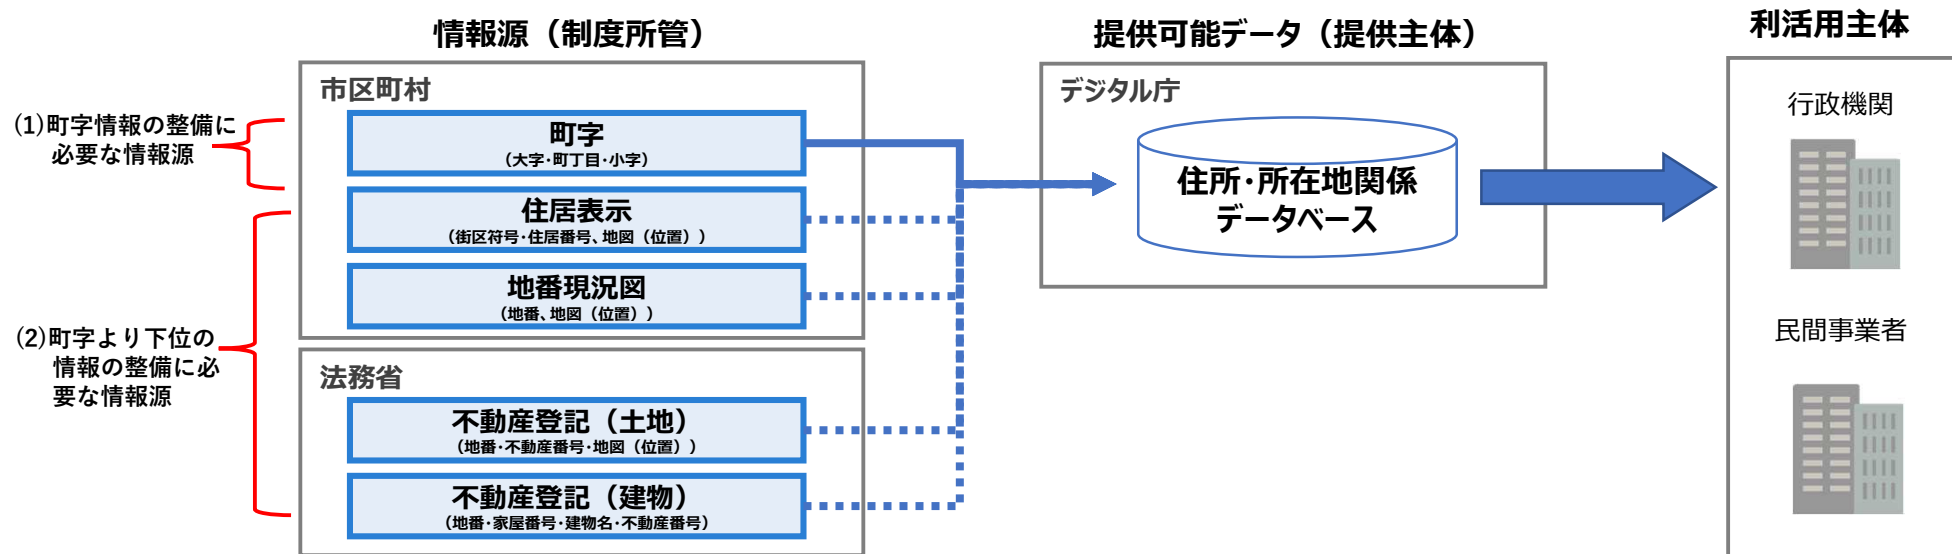 情報源（制度所管）
提供可能データ（提供主体）
利活用主体
(1)町字情報の整備に
必要な情報源
(2)町字より下位の
情報の整備に必
要な情報源
市区町村
町字
（大字･町丁目･小字）
住居表示
（街区符号･住居番号、地図（位置））
地番現況図
（地番、地図（位置））
法務省
不動産登記（土地）
（地番･不動産番号･地図（位置））
不動産登記（建物）
（地番･家屋番号･建物名･不動産番号）
デジタル庁
住所･所在地関係
データベース
行政機関
民間事業者